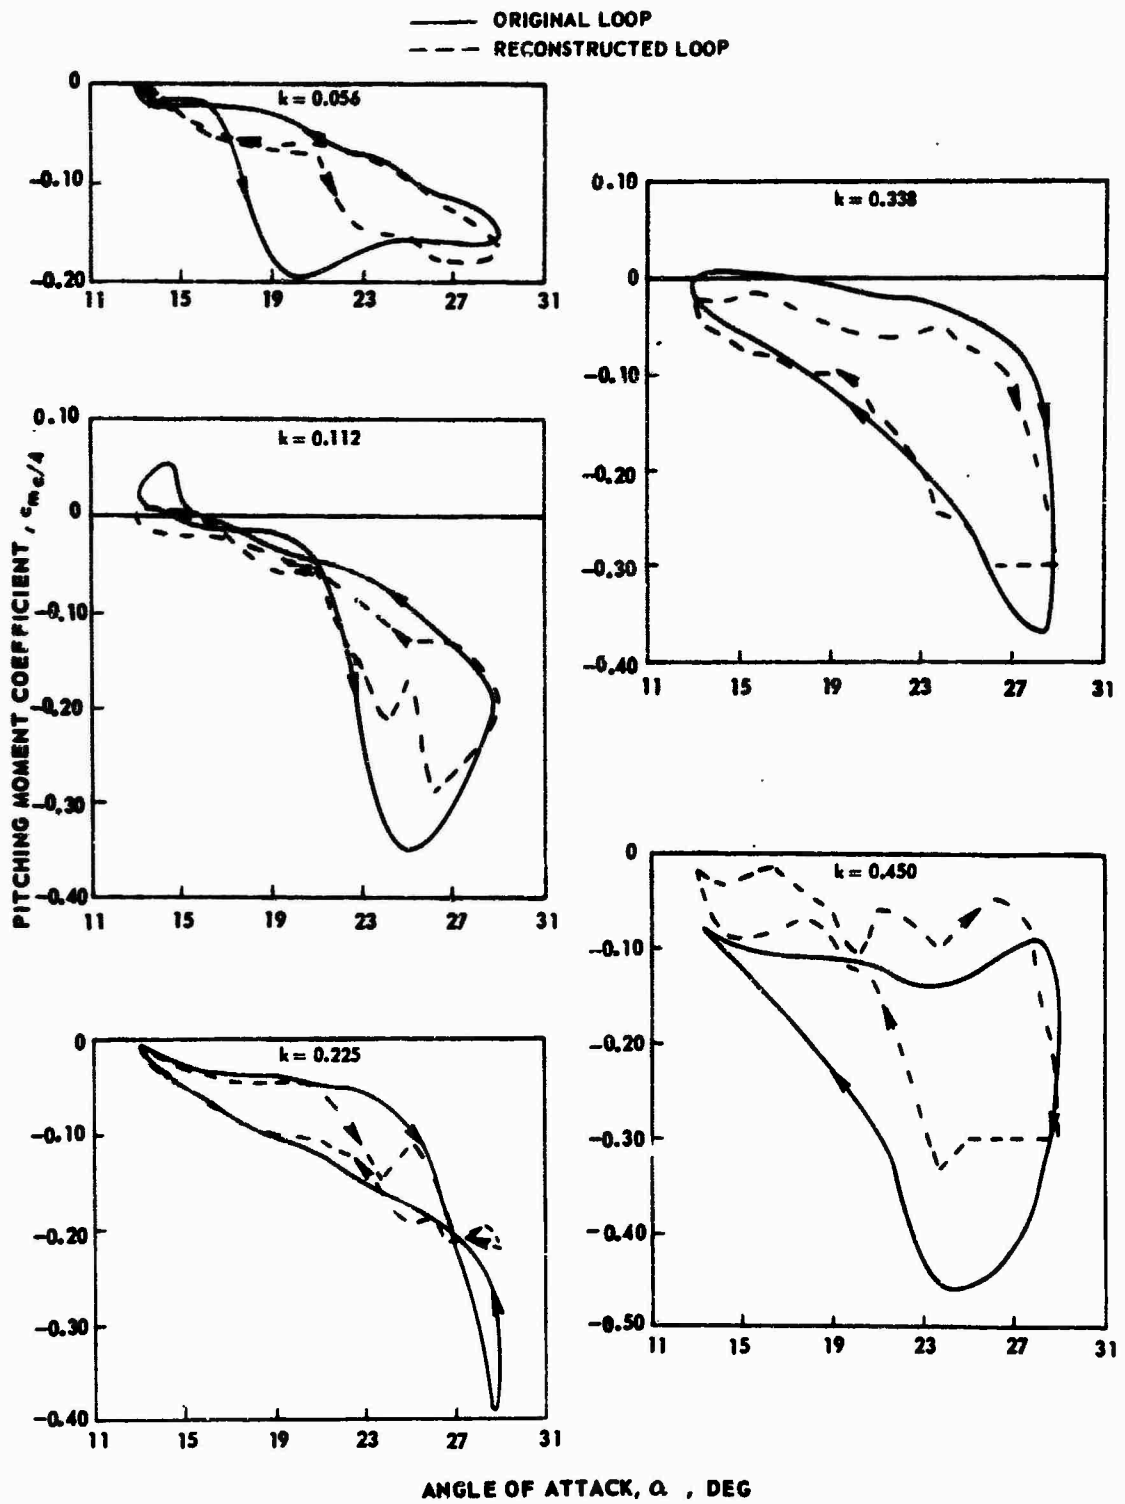 ORIGINAL LOOP
RECONSTRUCTED LOOP
k = 0.056
0
-0.10
-0.20
11 15 19 23 27 31
k = 0.338
0.10
0
-0.10
-0.20
-0.30
-0.40
11 15 19 23 27 31
k = 0.112
0.10
0
-0.10
-0.20
-0.30
-0.40
11 15 19 23 27 31
PITCHING MOMENT COEFFICIENT, c m c/4
k = 0.450
0
-0.10
-0.20
-0.30
-0.40
-0.50
11 15 19 23 27 31
k = 0.225
0
-0.10
-0.20
-0.30
-0.40
11 15 19 23 27 31
ANGLE OF ATTACK, α , DEG